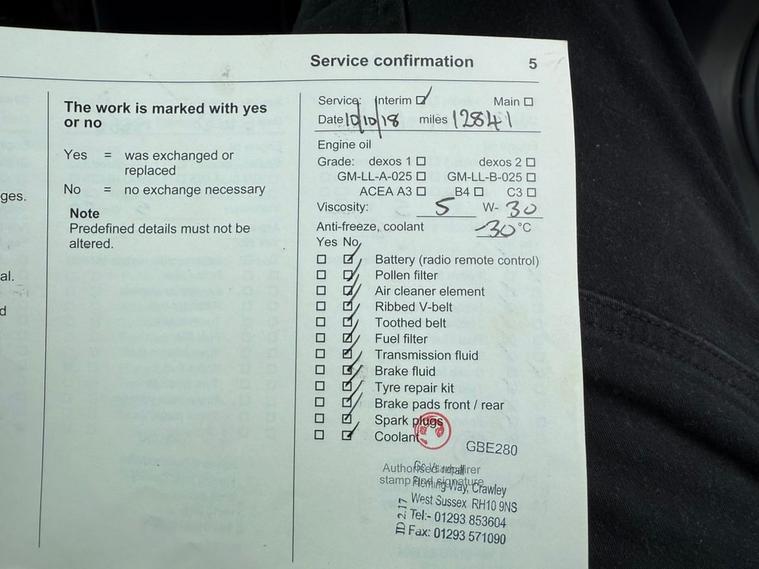 Service confirmation 5
ges.
al.
d
The work is marked with yes
or no
Yes = was exchanged or
replaced
No = no exchange necessary
Note
Predefined details must not be
altered.
Service: Interim Main
Date 10/10/18 miles 12841
Engine oil
Grade: dexos 1 dexos 2
GM-LL-A-025 GM-LL-B-025
ACEA A3 B4 C3
Viscosity: 5 W- 30
Anti-freeze, coolant -30 °C
Yes No
Battery (radio remote control)
Pollen filter
Air cleaner element
Ribbed V-belt
Toothed belt
Fuel filter
Transmission fluid
Brake fluid
Tyre repair kit
Brake pads front / rear
Spark plugs
Coolant
GBE280
Authorised repairer
stamp and signature
Fleming Way, Crawley
West Sussex RH10 9NS
Tel:- 01293 853604
Fax: 01293 571090
ID 2.17